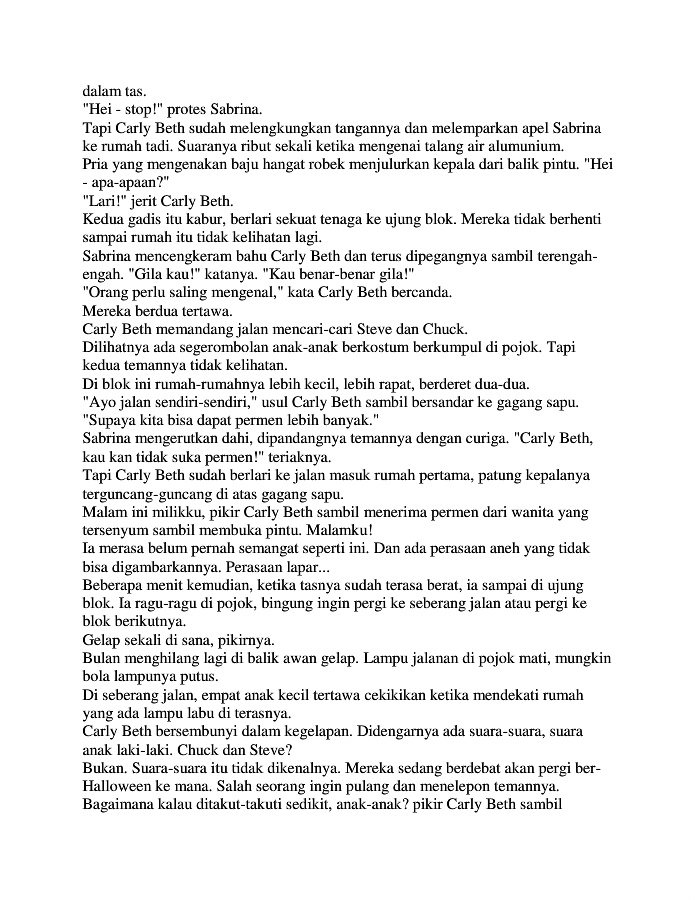 dalam tas.
"Hei - stop!" protes Sabrina.
Tapi Carly Beth sudah melengkungkan tangannya dan melemparkan apel Sabrina
ke rumah tadi. Suaranya ribut sekali ketika mengenai talang air alumunium.
Pria yang mengenakan baju hangat robek menjulurkan kepala dari balik pintu. "Hei
- apa-apaan?"
"Lari!" jerit Carly Beth.
Kedua gadis itu kabur, berlari sekuat tenaga ke ujung blok. Mereka tidak berhenti
sampai rumah itu tidak kelihatan lagi.
Sabrina mencengkeram bahu Carly Beth dan terus dipegangnya sambil terengah-
engah. "Gila kau!" katanya. "Kau benar-benar gila!"
"Orang perlu saling mengenal," kata Carly Beth bercanda.
Mereka berdua tertawa.
Carly Beth memandang jalan mencari-cari Steve dan Chuck.
Dilihatnya ada segerombolan anak-anak berkostum berkumpul di pojok. Tapi
kedua temannya tidak kelihatan.
Di blok ini rumah-rumahnya lebih kecil, lebih rapat, berderet dua-dua.
"Ayo jalan sendiri-sendiri," usul Carly Beth sambil bersandar ke gagang sapu.
"Supaya kita bisa dapat permen lebih banyak."
Sabrina mengerutkan dahi, dipandangnya temannya dengan curiga. "Carly Beth,
kau kan tidak suka permen!" teriaknya.
Tapi Carly Beth sudah berlari ke jalan masuk rumah pertama, patung kepalanya
terguncang-guncang di atas gagang sapu.
Malam ini milikku, pikir Carly Beth sambil menerima permen dari wanita yang
tersenyum sambil membuka pintu. Malamku!
Ia merasa belum pernah semangat seperti ini. Dan ada perasaan aneh yang tidak
bisa digambarkannya. Perasaan lapar...
Beberapa menit kemudian, ketika tasnya sudah terasa berat, ia sampai di ujung
blok. Ia ragu-ragu di pojok, bingung ingin pergi ke seberang jalan atau pergi ke
blok berikutnya.
Gelap sekali di sana, pikirnya.
Bulan menghilang lagi di balik awan gelap. Lampu jalanan di pojok mati, mungkin
bola lampunya putus.
Di seberang jalan, empat anak kecil tertawa cekikikan ketika mendekati rumah
yang ada lampu labu di terasnya.
Carly Beth bersembunyi dalam kegelapan. Didengarnya ada suara-suara, suara
anak laki-laki. Chuck dan Steve?
Bukan. Suara-suara itu tidak dikenalnya. Mereka sedang berdebat akan pergi ber-
Halloween ke mana. Salah seorang ingin pulang dan menelepon temannya.
Bagaimana kalau ditakut-takuti sedikit, anak-anak? pikir Carly Beth sambil